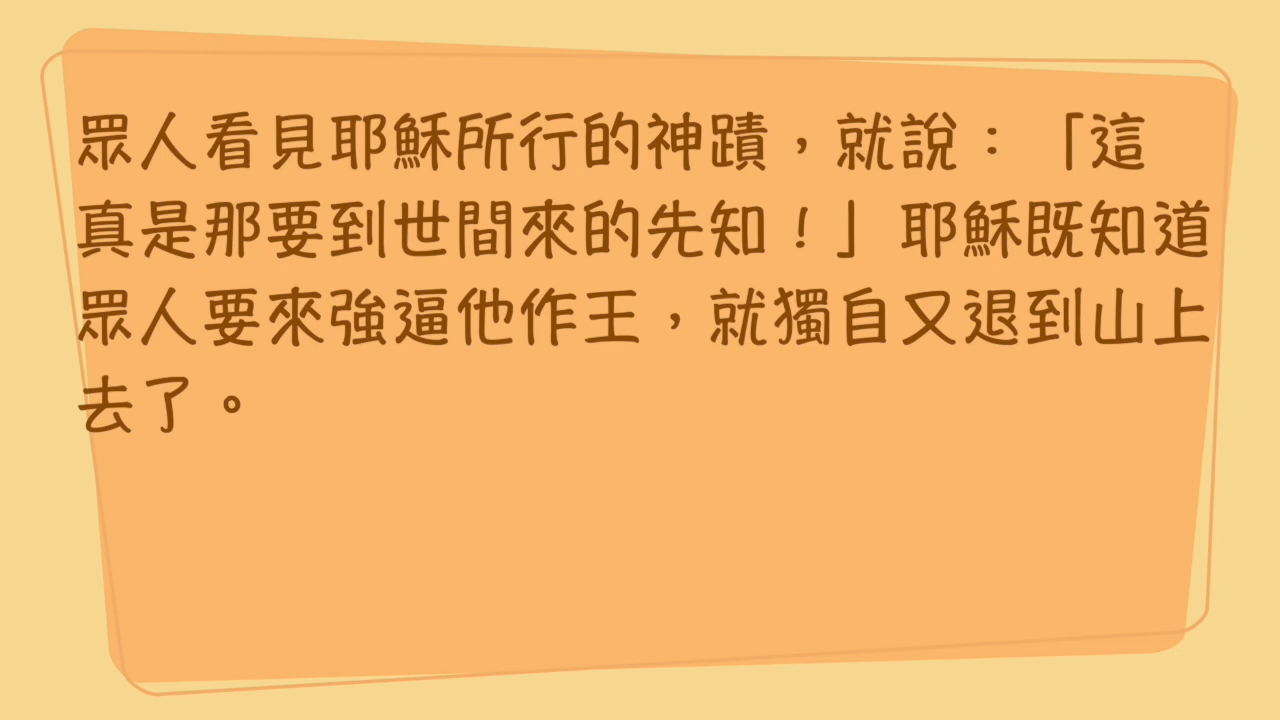 眾人看見耶穌所行的神蹟，就說：「這
真是那要到世間來的先知！」耶穌既知道
眾人要來強逼他作王，就獨自又退到山上
去了。